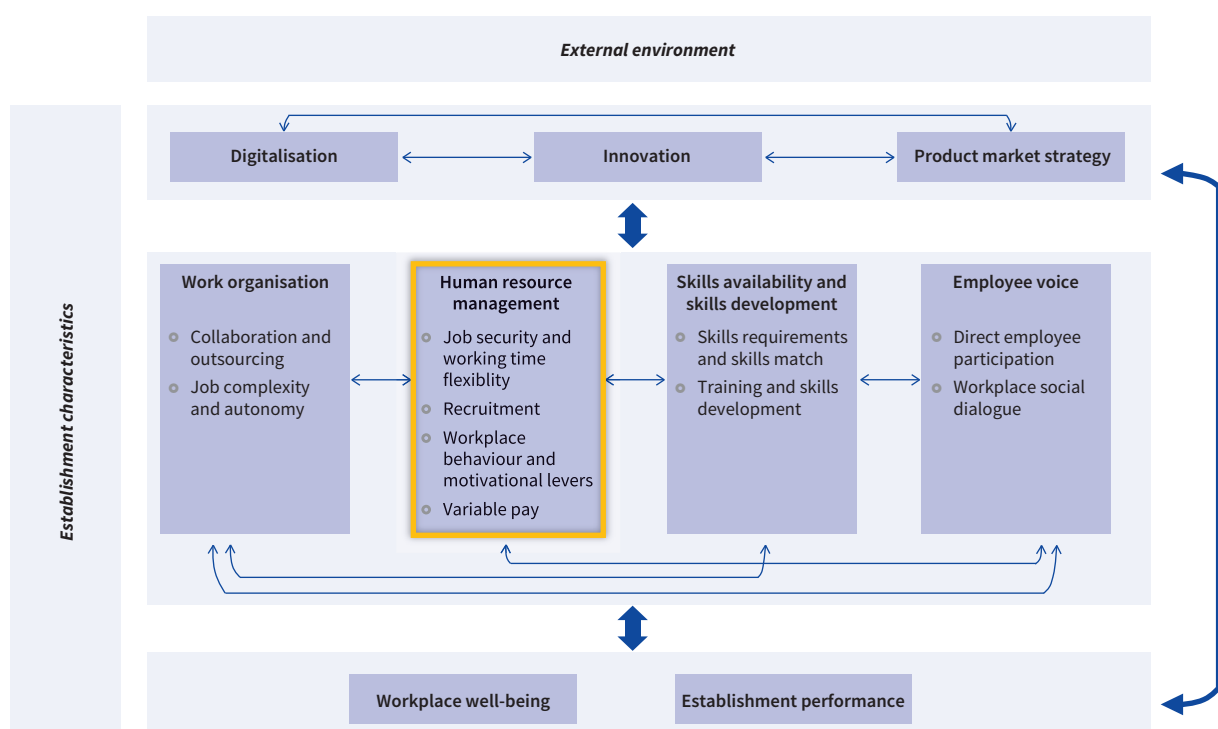 External environment
Establishment characteristics
Digitalisation
Innovation
Product market strategy
Work organisation
Collaboration and
outsourcing
Job complexity
and autonomy
Human resource
management
Job security and
working time
flexiblity
Recruitment
Workplace
behaviour and
motivational levers
Variable pay
Skills availability and
skills development
Skills requirements
and skills match
Training and skills
development
Employee voice
Direct employee
participation
Workplace social
dialogue
Workplace well-being
Establishment performance